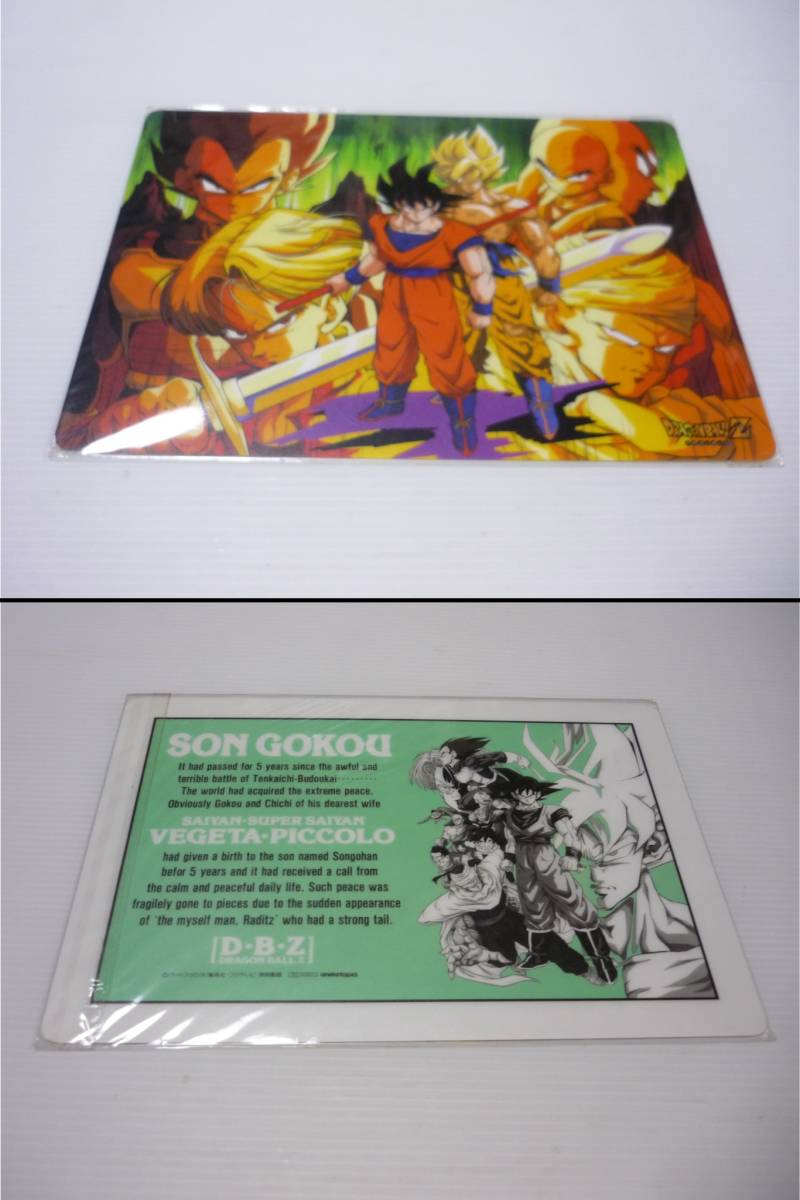 DRAGON BALL Z
SON GOKOU
It had passed for 5 years since the awful and
terrible battle of Tenkaichi-Budoukai·········
The world had acquired the extreme peace.
Obviously Gokou and Chichi of his dearest wife
SAIYAN·SUPER SAIYAN
VEGETA·PICCOLO
had given a birth to the son named Songohan
befor 5 years and it had received a call from
the calm and peaceful daily life. Such peace was
fragilely gone to pieces due to the sudden appearance
of 'the myself man. Raditz' who had a strong tail.
[D·B·Z]
DRAGON BALL Z